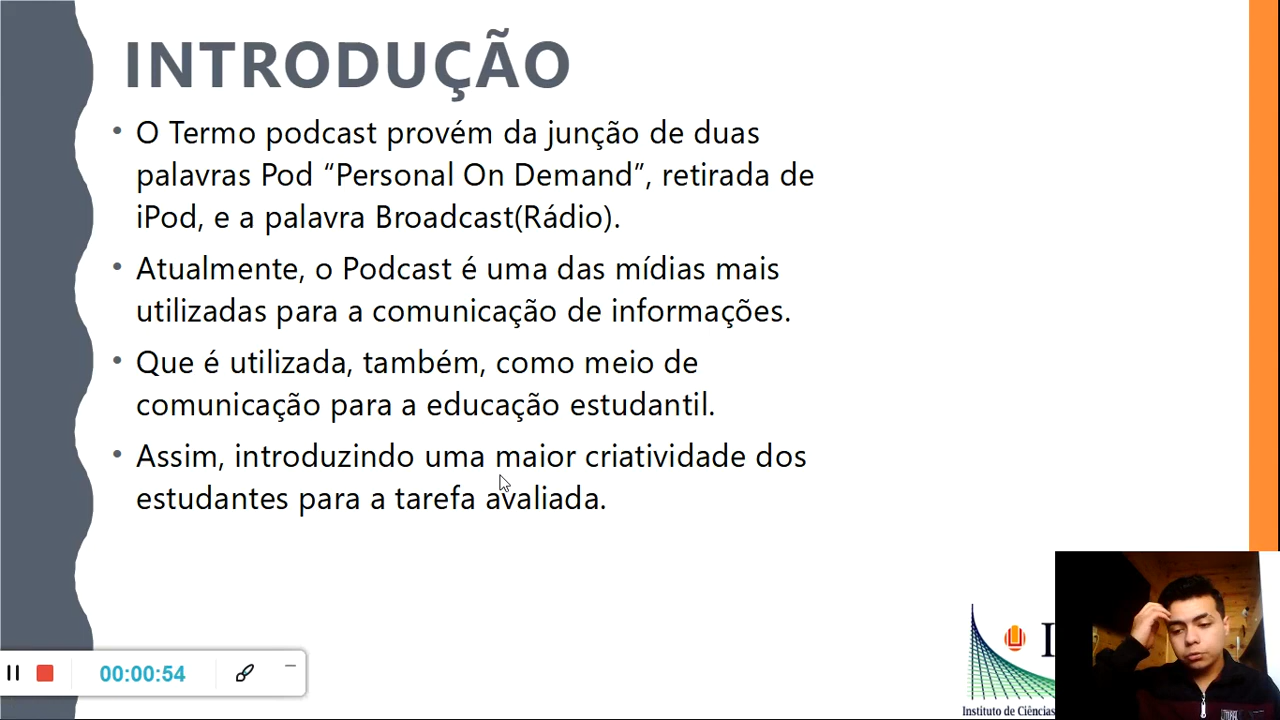 INTRODUÇÃO
• O Termo podcast provém da junção de duas
palavras Pod “Personal On Demand”, retirada de
iPod, e a palavra Broadcast(Rádio).
• Atualmente, o Podcast é uma das mídias mais
utilizadas para a comunicação de informações.
• Que é utilizada, também, como meio de
comunicação para a educação estudantil.
• Assim, introduzindo uma maior criatividade dos
estudantes para a tarefa avaliada.
00:00:54
Instituto de Ciências